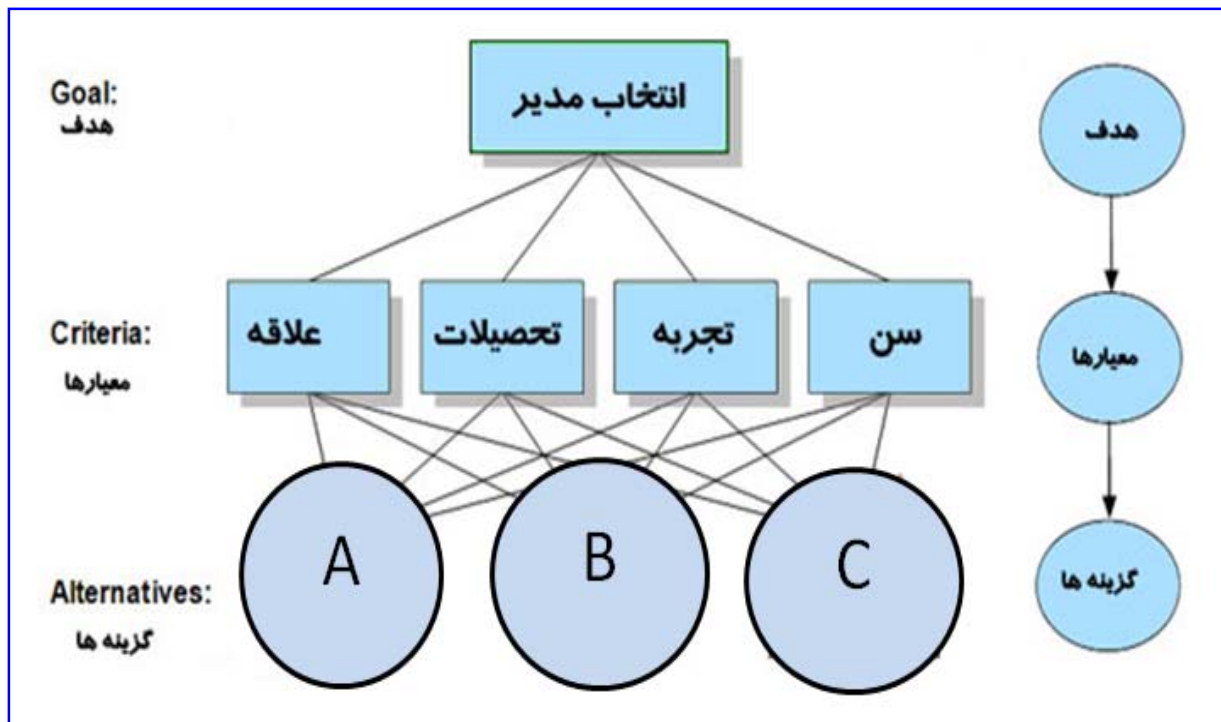 Goal:
هدف
انتخاب مدیر
هدف
Criteria:
معیارها
علاقه
تحصیلات
تجربه
سن
معیارها
Alternatives:
گزینه ها
A
B
C
گزینه ها